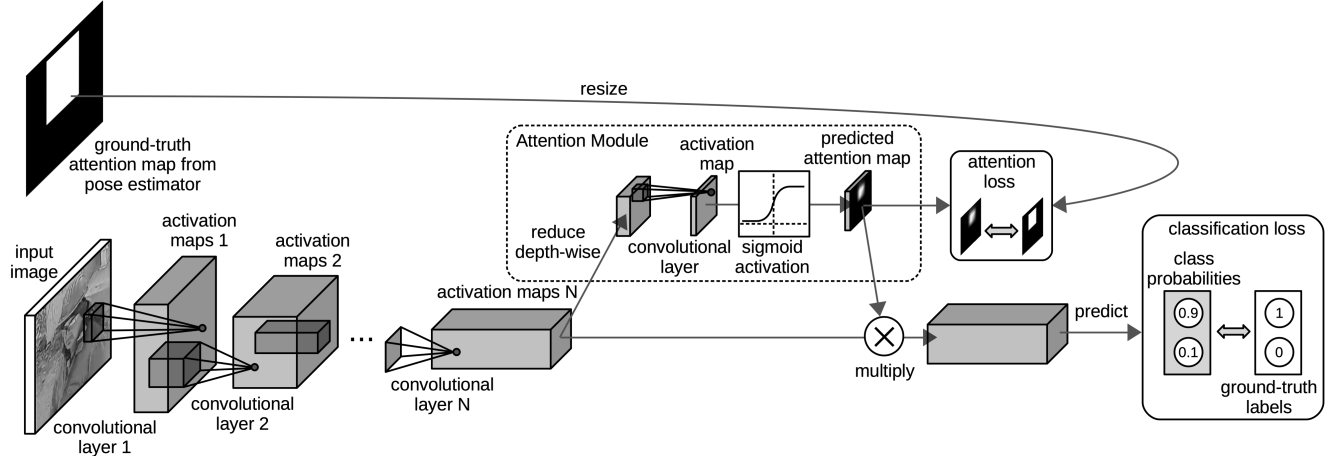 resize
ground-truth
attention map from
pose estimator
Attention Module
activation
map
predicted
attention map
attention
loss
reduce
depth-wise
convolutional
layer
sigmoid
activation
input
image
activation
maps 1
activation
maps 2
activation maps N
...
convolutional
layer 1
convolutional
layer 2
convolutional
layer N
multiply
predict
classification loss
class
probabilities
0.9
0.1
1
0
ground-truth
labels